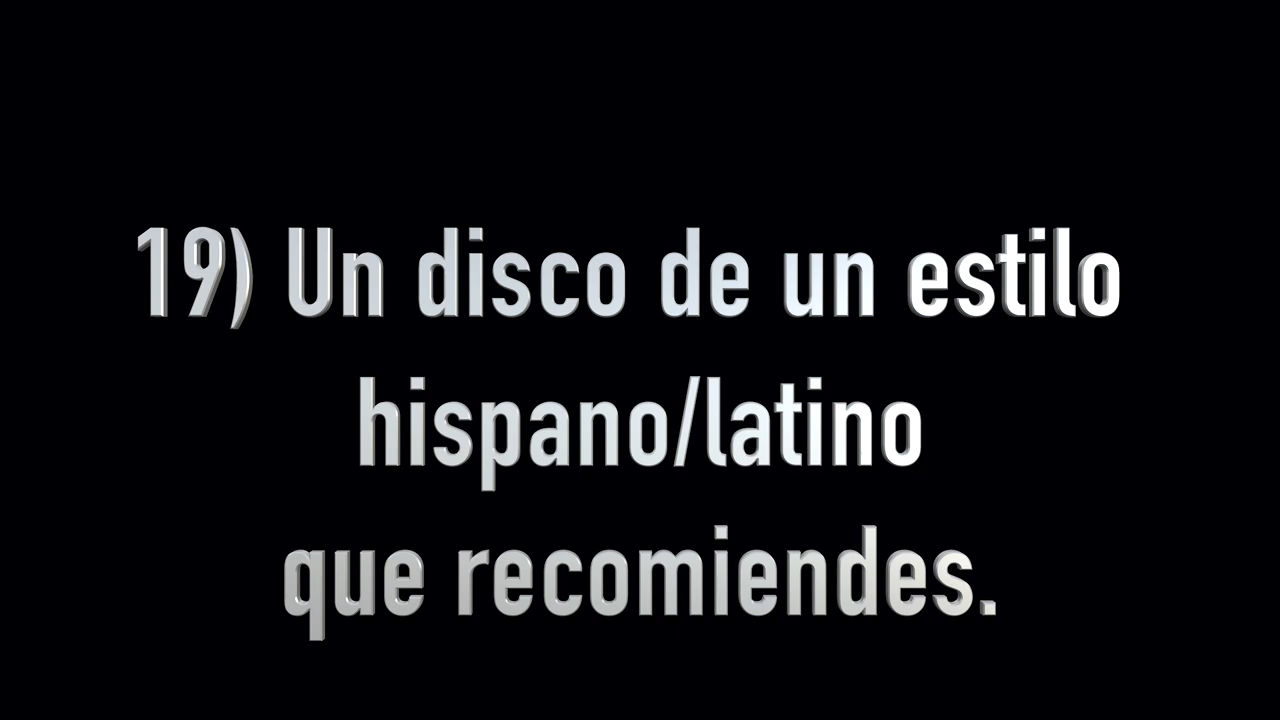 19) Un disco de un estilo
hispano/latino
que recomiendes.